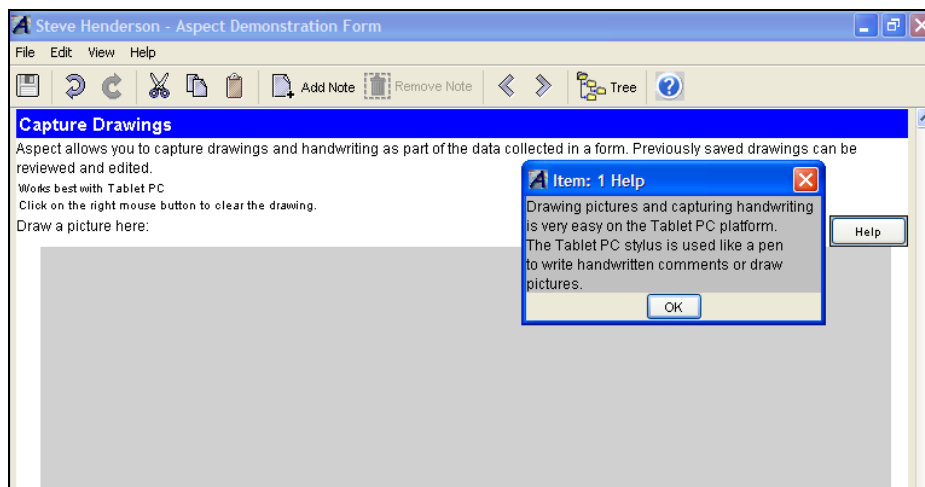 Steve Henderson - Aspect Demonstration Form
File Edit View Help
Add Note Remove Note Tree ?
Capture Drawings
Aspect allows you to capture drawings and handwriting as part of the data collected in a form. Previously saved drawings can be
reviewed and edited.
Works best with Tablet PC
Click on the right mouse button to clear the drawing.
Draw a picture here:
Item: 1 Help
Drawing pictures and capturing handwriting
is very easy on the Tablet PC platform.
The Tablet PC stylus is used like a pen
to write handwritten comments or draw
pictures.
OK
Help